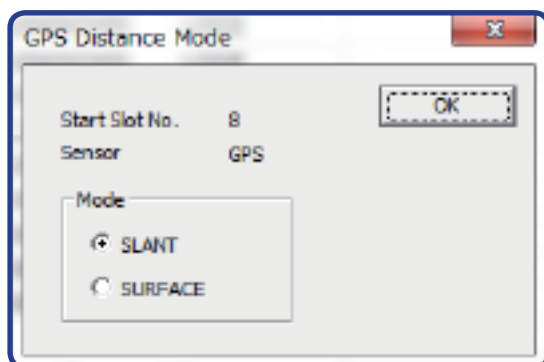 GPS Distance Mode
OK
Start Slot No. 8
Sensor GPS
Mode
SLANT
SURFACE